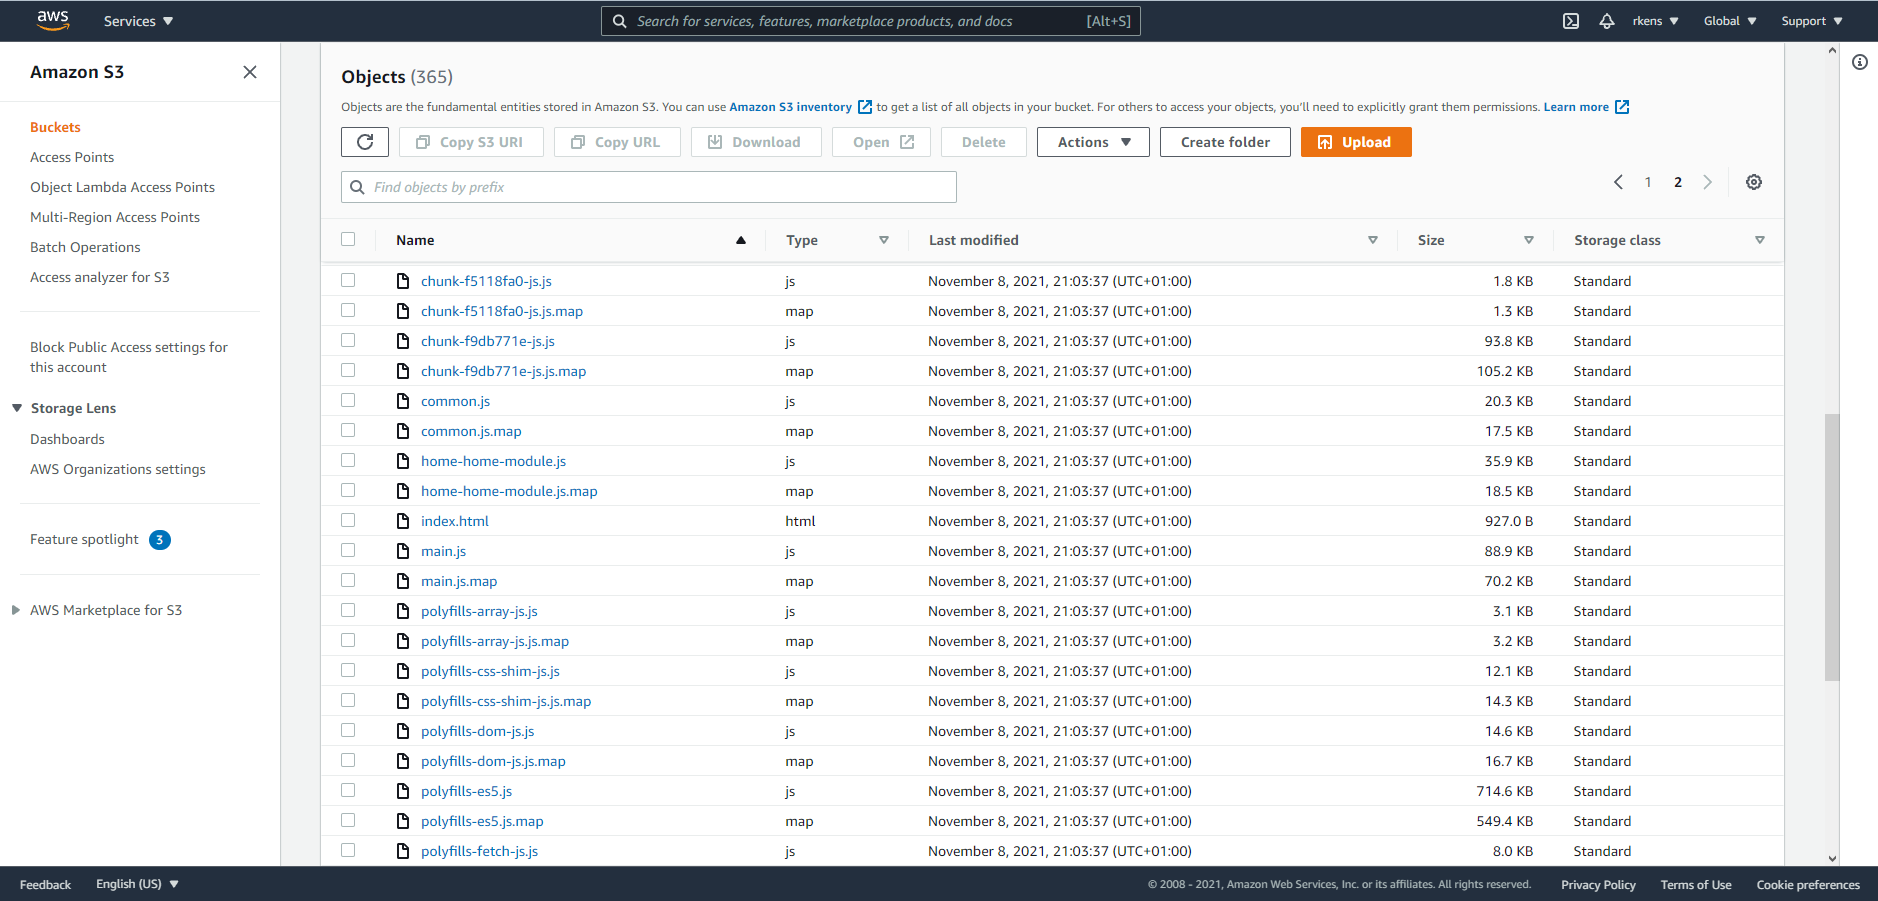 aws Services Search for services, features, marketplace products, and docs [Alt+S] rkens Global Support
Amazon S3
Buckets
Access Points
Object Lambda Access Points
Multi-Region Access Points
Batch Operations
Access analyzer for S3
Block Public Access settings for
this account
Storage Lens
Dashboards
AWS Organizations settings
Feature spotlight 3
AWS Marketplace for S3
Objects (365)
Objects are the fundamental entities stored in Amazon S3. You can use Amazon S3 inventory to get a list of all objects in your bucket. For others to access your objects, you'll need to explicitly grant them permissions. Learn more
Copy S3 URI Copy URL Download Open Delete Actions Create folder Upload
Find objects by prefix 1 2
Name Type Last modified Size Storage class
chunk-f5118fa0-js.js js November 8, 2021, 21:03:37 (UTC+01:00) 1.8 KB Standard
chunk-f5118fa0-js.js.map map November 8, 2021, 21:03:37 (UTC+01:00) 1.3 KB Standard
chunk-f9db771e-js.js js November 8, 2021, 21:03:37 (UTC+01:00) 93.8 KB Standard
chunk-f9db771e-js.js.map map November 8, 2021, 21:03:37 (UTC+01:00) 105.2 KB Standard
common.js js November 8, 2021, 21:03:37 (UTC+01:00) 20.3 KB Standard
common.js.map map November 8, 2021, 21:03:37 (UTC+01:00) 17.5 KB Standard
home-home-module.js js November 8, 2021, 21:03:37 (UTC+01:00) 35.9 KB Standard
home-home-module.js.map map November 8, 2021, 21:03:37 (UTC+01:00) 18.5 KB Standard
index.html html November 8, 2021, 21:03:37 (UTC+01:00) 927.0 B Standard
main.js js November 8, 2021, 21:03:37 (UTC+01:00) 88.9 KB Standard
main.js.map map November 8, 2021, 21:03:37 (UTC+01:00) 70.2 KB Standard
polyfills-array-js.js js November 8, 2021, 21:03:37 (UTC+01:00) 3.1 KB Standard
polyfills-array-js.js.map map November 8, 2021, 21:03:37 (UTC+01:00) 3.2 KB Standard
polyfills-css-shim-js.js js November 8, 2021, 21:03:37 (UTC+01:00) 12.1 KB Standard
polyfills-css-shim-js.js.map map November 8, 2021, 21:03:37 (UTC+01:00) 14.3 KB Standard
polyfills-dom-js.js js November 8, 2021, 21:03:37 (UTC+01:00) 14.6 KB Standard
polyfills-dom-js.js.map map November 8, 2021, 21:03:37 (UTC+01:00) 16.7 KB Standard
polyfills-es5.js js November 8, 2021, 21:03:37 (UTC+01:00) 714.6 KB Standard
polyfills-es5.js.map map November 8, 2021, 21:03:37 (UTC+01:00) 549.4 KB Standard
polyfills-fetch-js.js js November 8, 2021, 21:03:37 (UTC+01:00) 8.0 KB Standard
Feedback English (US) © 2008 - 2021, Amazon Web Services, Inc. or its affiliates. All rights reserved. Privacy Policy Terms of Use Cookie preferences